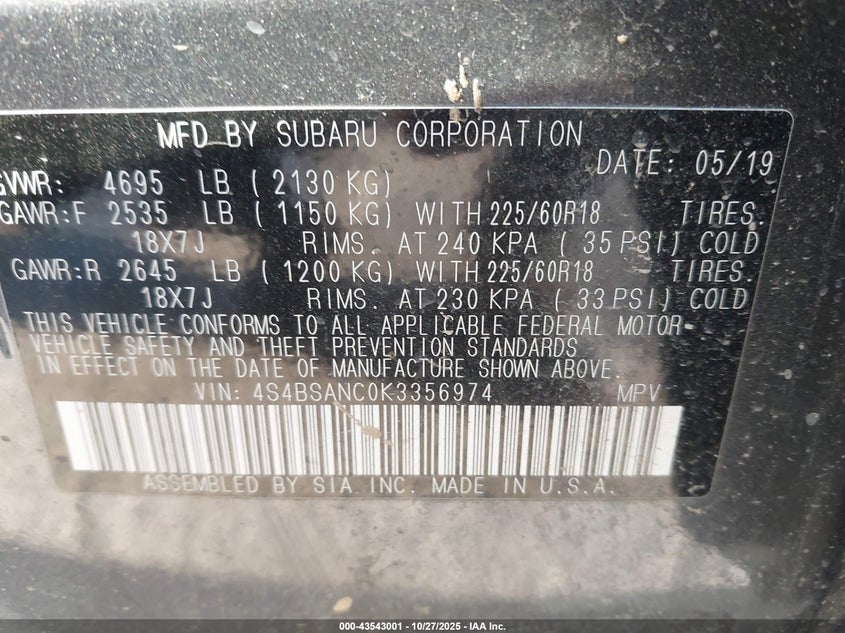 MFD BY SUBARU CORPORATION
DATE: 05/19
GVWR: 4695 LB ( 2130 KG)
GAWR:F 2535 LB ( 1150 KG) WITH 225/60R18 TIRES.
18X7J RIMS. AT 240 KPA ( 35 PSI) COLD
GAWR:R 2645 LB ( 1200 KG) WITH 225/60R18 TIRES.
18X7J RIMS. AT 230 KPA ( 33 PSI) COLD
THIS VEHICLE CONFORMS TO ALL APPLICABLE FEDERAL MOTOR
VEHICLE SAFETY AND THEFT PREVENTION STANDARDS
IN EFFECT ON THE DATE OF MANUFACTURE SHOWN ABOVE.
VIN: 4S4BSANC0K3356974 MPV
ASSEMBLED BY SIA INC. MADE IN U.S.A.
000-43543001 - 10/27/2025 - IAA Inc.